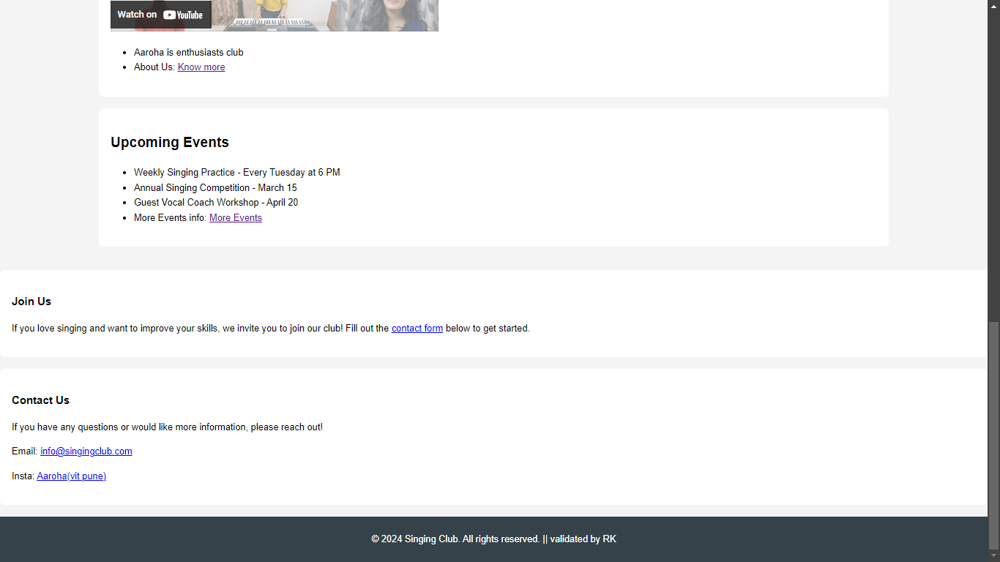 Watch on YouTube
Aaroha is enthusiasts club
About Us: Know more
Upcoming Events
Weekly Singing Practice - Every Tuesday at 6 PM
Annual Singing Competition - March 15
Guest Vocal Coach Workshop - April 20
More Events info: More Events
Join Us
If you love singing and want to improve your skills, we invite you to join our club! Fill out the contact form below to get started.
Contact Us
If you have any questions or would like more information, please reach out!
Email: info@singingclub.com
Insta: Aaroha(vit pune)
© 2024 Singing Club. All rights reserved. || validated by RK